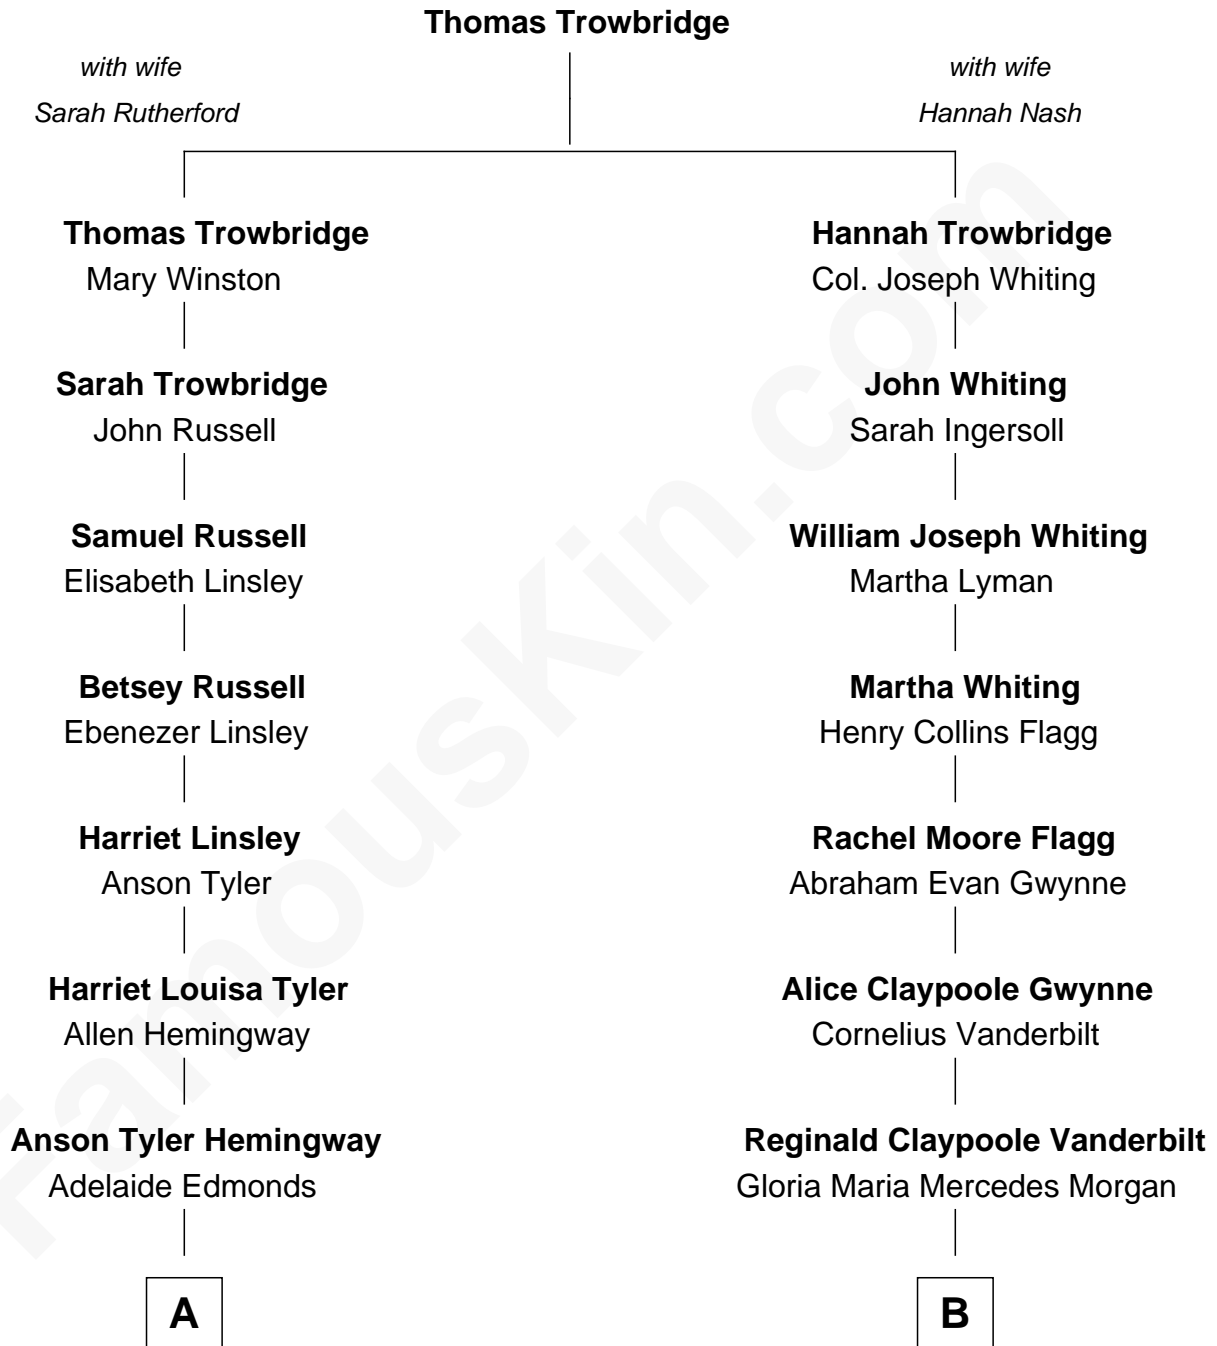 Thomas Trowbridge
with wife
Sarah Rutherford
with wife
Hannah Nash
Thomas Trowbridge
Mary Winston
Hannah Trowbridge
Col. Joseph Whiting
Sarah Trowbridge
John Russell
John Whiting
Sarah Ingersoll
Samuel Russell
Elisabeth Linsley
William Joseph Whiting
Martha Lyman
Betsey Russell
Ebenezer Linsley
Martha Whiting
Henry Collins Flagg
Harriet Linsley
Anson Tyler
Rachel Moore Flagg
Abraham Evan Gwynne
Harriet Louisa Tyler
Allen Hemingway
Alice Claypoole Gwynne
Cornelius Vanderbilt
Anson Tyler Hemingway
Adelaide Edmonds
Reginald Claypoole Vanderbilt
Gloria Maria Mercedes Morgan
A
B
FamousKin.com